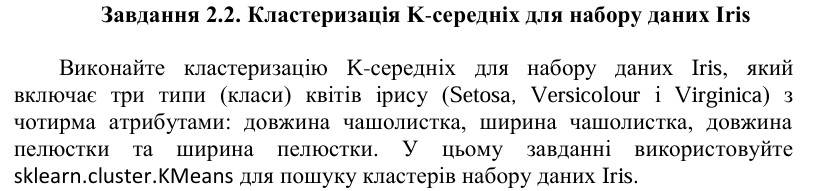 Завдання 2.2. Кластеризація K-середніх для набору даних Iris
Виконайте кластеризацію K-середніх для набору даних Iris, який
включає три типи (класи) квітів ірису (Setosa, Versicolour і Virginica) з
чотирма атрибутами: довжина чашолистка, ширина чашолистка, довжина
пелюстки та ширина пелюстки. У цьому завданні використовуйте
sklearn.cluster.KMeans для пошуку кластерів набору даних Iris.